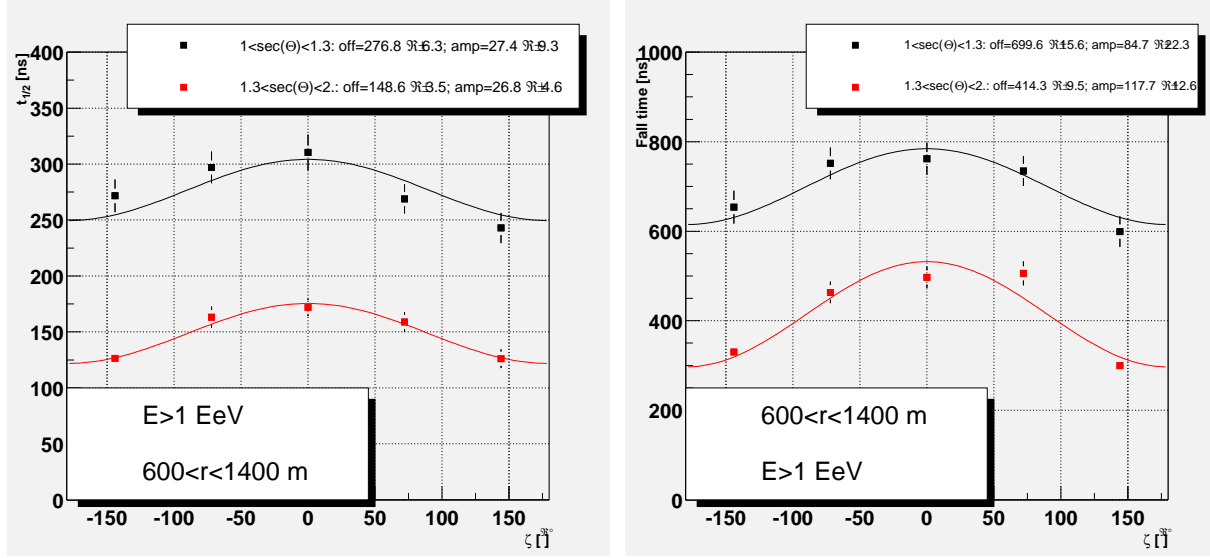 1<sec(Θ)<1.3: off=276.8 ℜ±6.3; amp=27.4 ℜ±9.3
1.3<sec(Θ)<2.: off=148.6 ℜ±3.5; amp=26.8 ℜ±4.6
t1/2 [ns]
400
350
300
250
200
150
100
50
0
E>1 EeV
600<r<1400 m
-150 -100 -50 0 50 100 150
ζ [°]
1<sec(Θ)<1.3: off=699.6 ℜ±15.6; amp=84.7 ℜ±22.3
1.3<sec(Θ)<2.: off=414.3 ℜ±9.5; amp=117.7 ℜ±12.6
Fall time [ns]
1000
800
600
400
200
0
600<r<1400 m
E>1 EeV
-150 -100 -50 0 50 100 150
ζ [°]